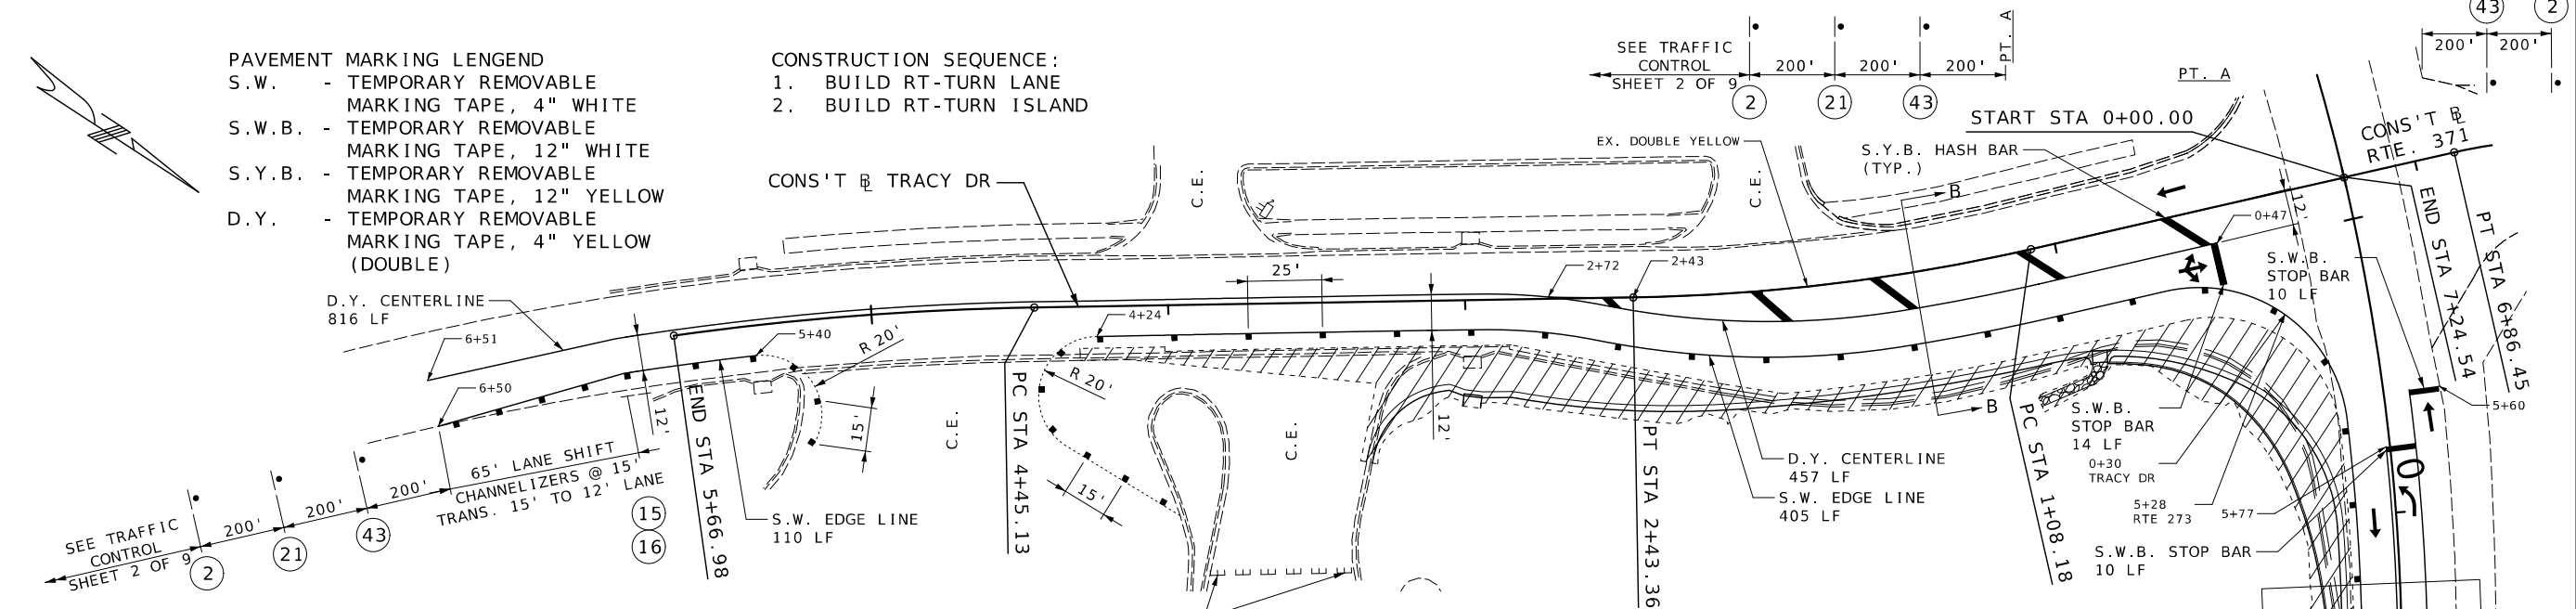 PAVEMENT MARKING LENGEND
S.W. - TEMPORARY REMOVABLE
MARKING TAPE, 4" WHITE
S.W.B. - TEMPORARY REMOVABLE
MARKING TAPE, 12" WHITE
S.Y.B. - TEMPORARY REMOVABLE
MARKING TAPE, 12" YELLOW
D.Y. - TEMPORARY REMOVABLE
MARKING TAPE, 4" YELLOW
(DOUBLE)
CONSTRUCTION SEQUENCE:
1. BUILD RT-TURN LANE
2. BUILD RT-TURN ISLAND
CONS'T ⅊ TRACY DR
SEE TRAFFIC
CONTROL
SHEET 2 OF 9
200'
200'
200'
2
21
43
PT. A
PT. A
43
2
200'
200'
START STA 0+00.00
CONS'T ⅊
RTE. 371
EX. DOUBLE YELLOW
S.Y.B. HASH BAR
(TYP.)
C.E.
C.E.
B
12'
0+47
S.W.B.
STOP BAR
10 LF
END STA 7+24.54
PT STA 6+86.45
D.Y. CENTERLINE
816 LF
6+51
6+50
5+40
R 20'
25'
4+24
2+72
2+43
R 20'
12'
15'
15'
12'
C.E.
C.E.
END STA 5+66.98
PC STA 4+45.13
PT STA 2+43.36
PC STA 1+08.18
B
D.Y. CENTERLINE
457 LF
S.W. EDGE LINE
405 LF
S.W.B.
STOP BAR
14 LF
0+30
TRACY DR
5+28
RTE 273
5+77
5+60
S.W.B. STOP BAR
10 LF
S.W. EDGE LINE
110 LF
65' LANE SHIFT
CHANNELIZERS @ 15'
TRANS. 15' TO 12' LANE
15
16
SEE TRAFFIC
CONTROL
SHEET 2 OF 9
200'
200'
200'
2
21
43